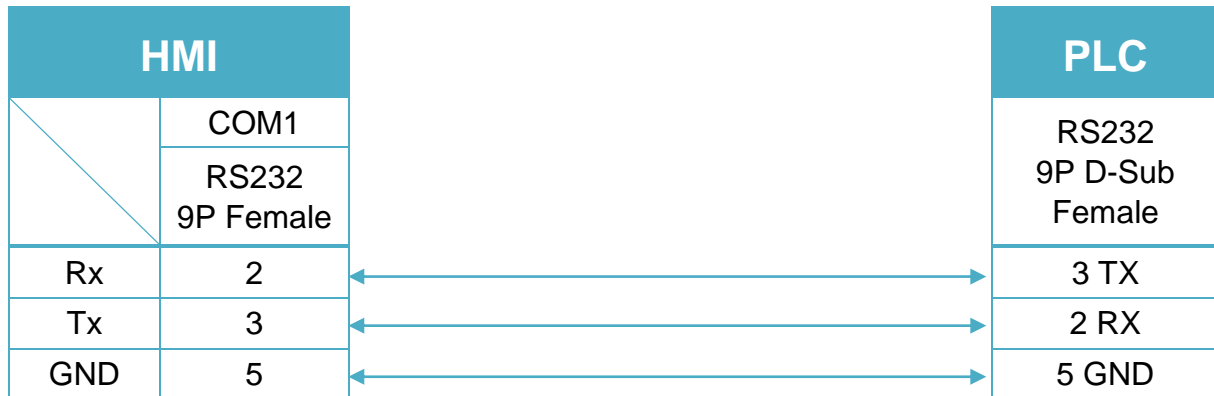 HMI
PLC
COM1
RS232
9P Female
RS232
9P D-Sub
Female
Rx 2 3 TX
Tx 3 2 RX
GND 5 5 GND